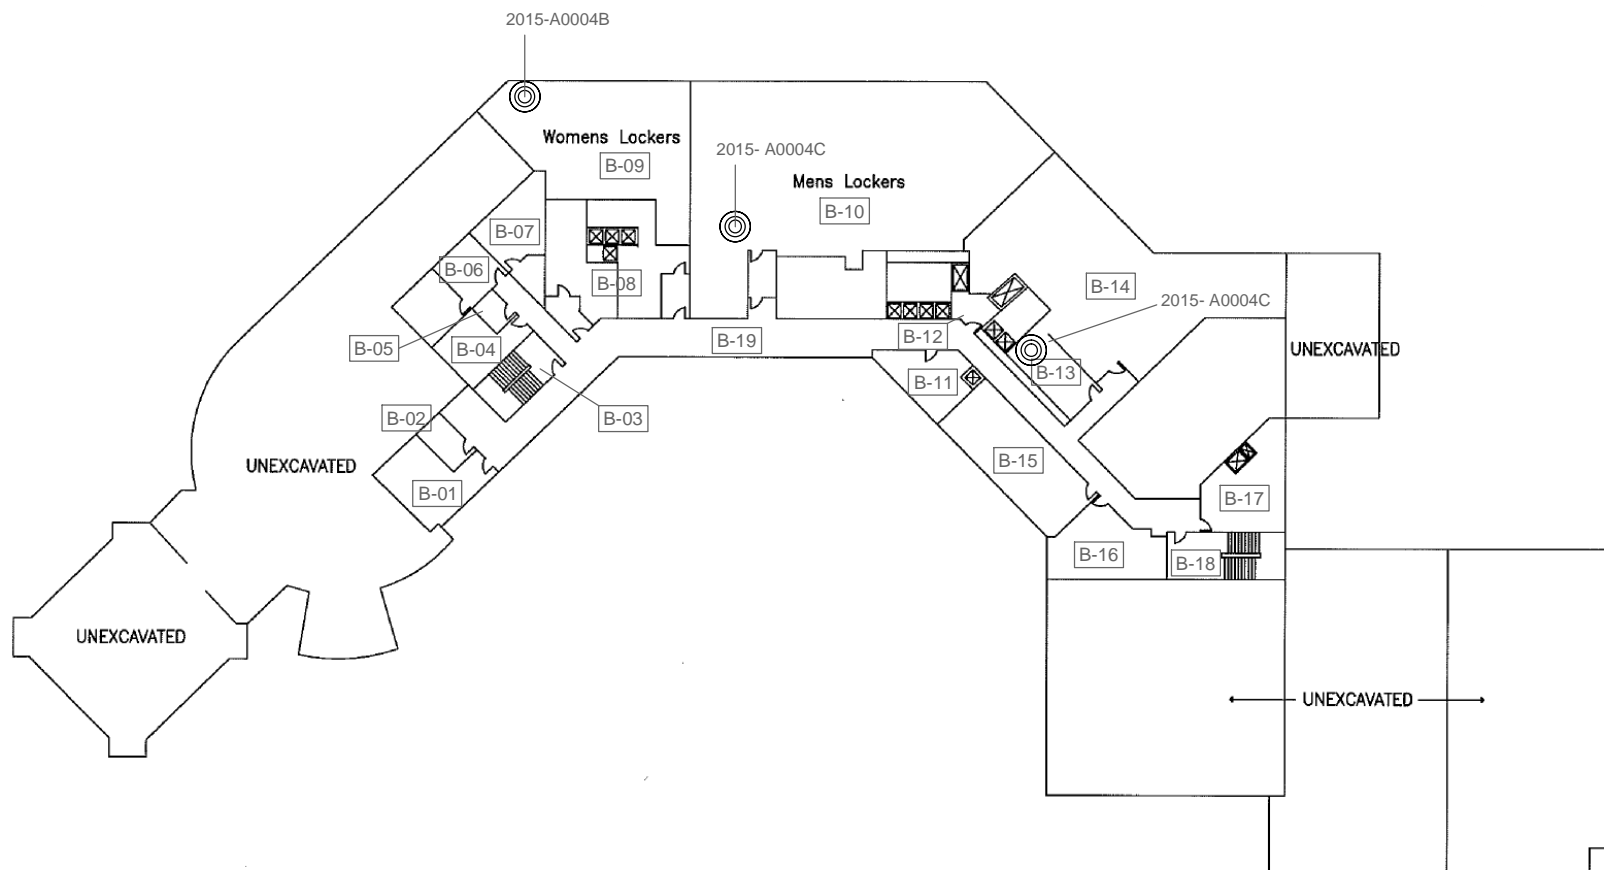 2015-A0004B
Womens Lockers
B-09
2015- A0004C
Mens Lockers
B-10
B-07
B-06
B-08
B-14
2015- A0004C
B-05
B-04
B-19
B-12
UNEXCAVATED
B-13
B-11
B-02
B-03
UNEXCAVATED
B-15
B-01
B-17
B-16
B-18
UNEXCAVATED
UNEXCAVATED